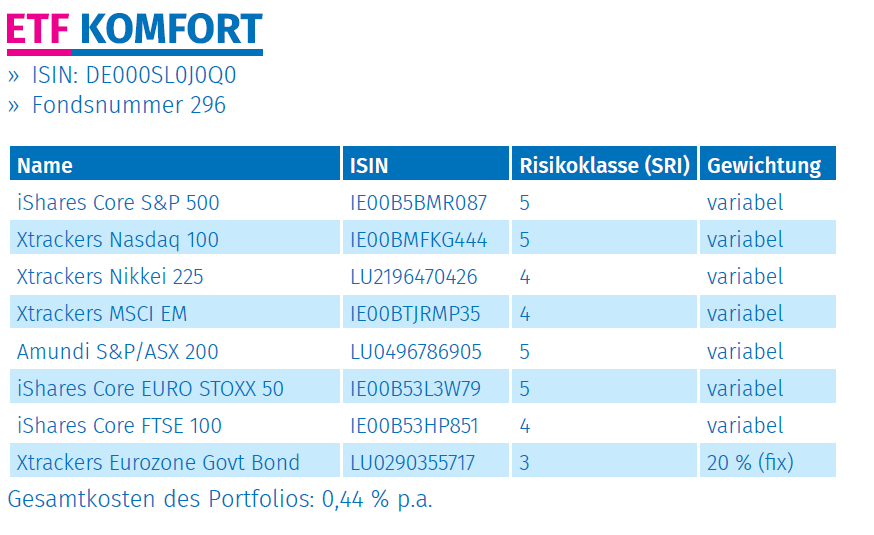 ETF KOMFORT
» ISIN: DE000SL0J0Q0
» Fondsnummer 296
Name ISIN Risikoklasse (SRI) Gewichtung
iShares Core S&P 500 IE00B5BMR087 5 variabel
Xtrackers Nasdaq 100 IE00BMFKG444 5 variabel
Xtrackers Nikkei 225 LU2196470426 4 variabel
Xtrackers MSCI EM IE00BTJRMP35 4 variabel
Amundi S&P/ASX 200 LU0496786905 5 variabel
iShares Core EURO STOXX 50 IE00B53L3W79 5 variabel
iShares Core FTSE 100 IE00B53HP851 4 variabel
Xtrackers Eurozone Govt Bond LU0290355717 3 20 % (fix)
Gesamtkosten des Portfolios: 0,44 % p.a.